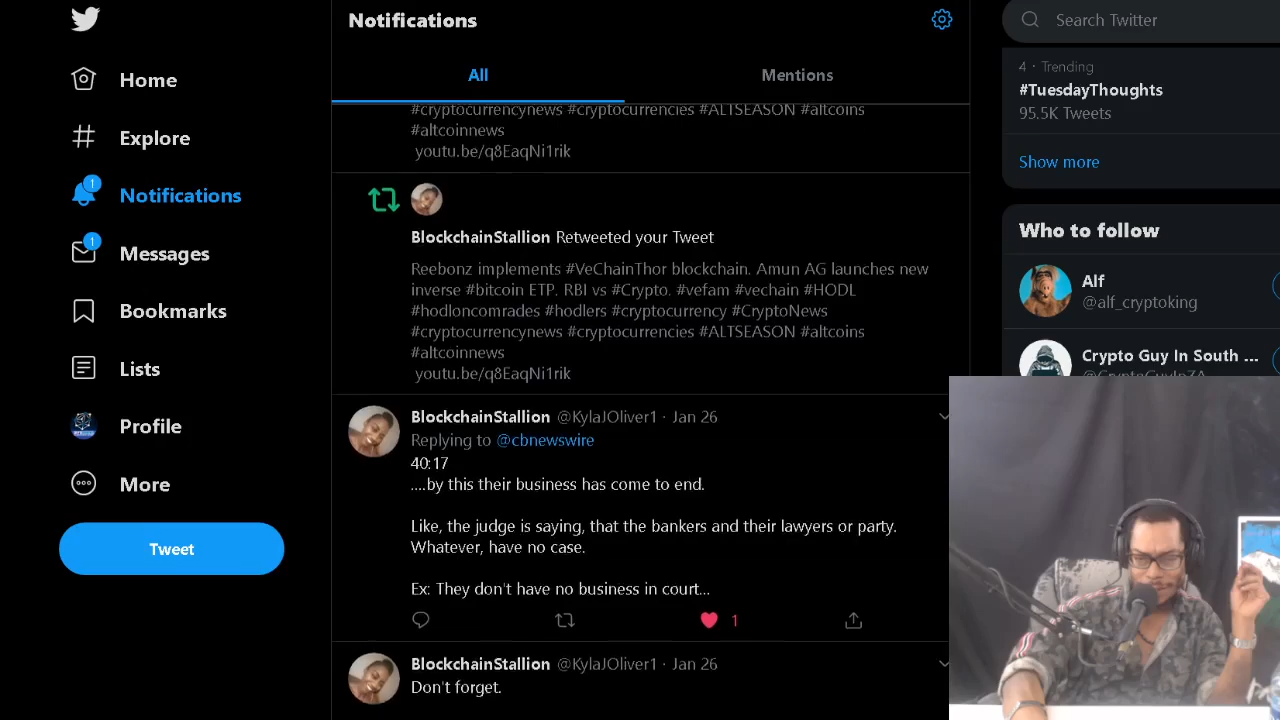 Notifications
Search Twitter
All
Mentions
4 · Trending
#TuesdayThoughts
95.5K Tweets
Show more
Who to follow
Alf
@alf_cryptoking
Crypto Guy In South ...
@CryptoGuyInZA
Home
Explore
1
Notifications
1
Messages
Bookmarks
Lists
Profile
More
Tweet
#cryptocurrencynews #cryptocurrencies #ALTSEASON #altcoins
#altcoinnews
youtu.be/q8EaqNi1rik
BlockchainStallion Retweeted your Tweet
Reebonz implements #VeChainThor blockchain. Amun AG launches new
inverse #bitcoin ETP. RBI vs #Crypto. #vefam #vechain #HODL
#hodloncomrades #hodlers #cryptocurrency #CryptoNews
#cryptocurrencynews #cryptocurrencies #ALTSEASON #altcoins
#altcoinnews
youtu.be/q8EaqNi1rik
BlockchainStallion @KylaJOliver1 · Jan 26
Replying to @cbnewswire
40:17
....by this their business has come to end.
Like, the judge is saying, that the bankers and their lawyers or party.
Whatever, have no case.
Ex: They don't have no business in court...
1
BlockchainStallion @KylaJOliver1 · Jan 26
Don't forget.